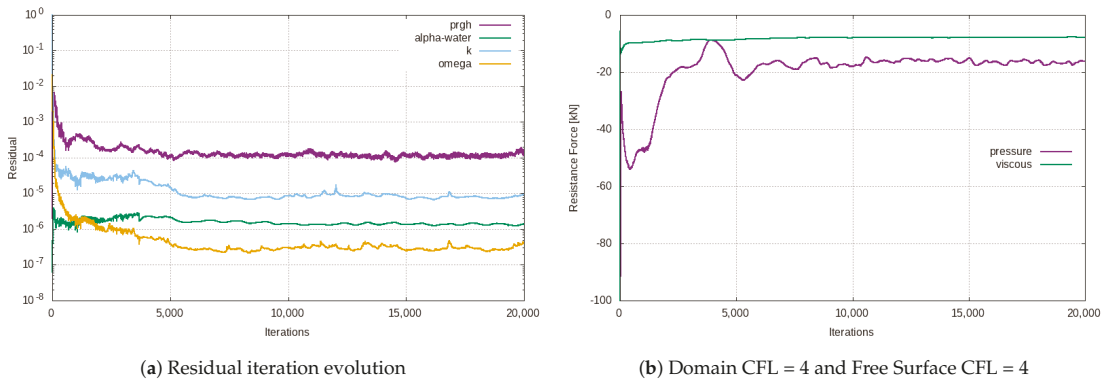 10^0
10^-1
10^-2
10^-3
10^-4
10^-5
10^-6
10^-7
10^-8
Residual
prgh
alpha-water
k
omega
0 5,000 10,000 15,000 20,000
Iterations
0
-20
-40
-60
-80
-100
Resistance Force [kN]
pressure
viscous
0 5,000 10,000 15,000 20,000
Iterations
(a) Residual iteration evolution
(b) Domain CFL = 4 and Free Surface CFL = 4